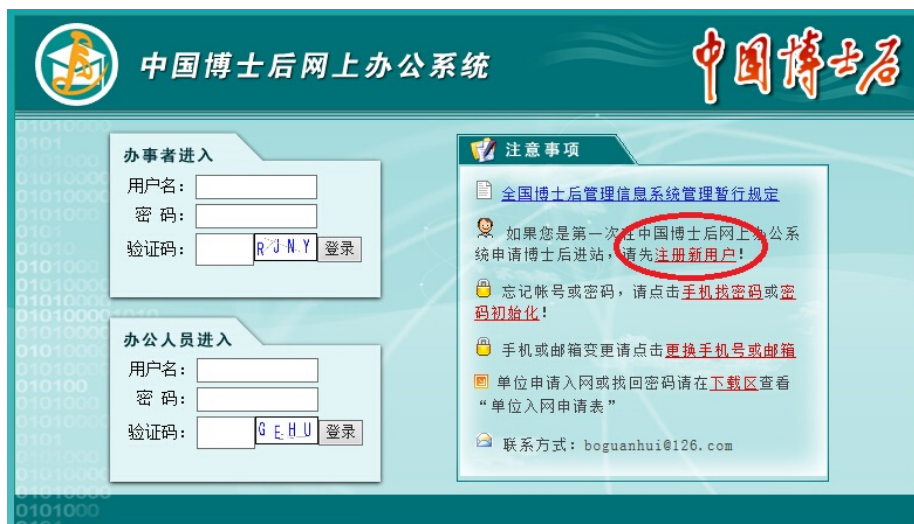 中国博士后网上办公系统
中国博士后
办事者进入
用户名：
密 码：
验证码：
RJNY
登录
办公人员进入
用户名：
密 码：
验证码：
GEHU
登录
注意事项
全国博士后管理信息系统管理暂行规定
如果您是第一次在中国博士后网上办公系
统申请博士后进站，请先注册新用户！
忘记帐号或密码，请点击手机找密码或密
码初始化！
手机或邮箱变更请点击更换手机号或邮箱
单位申请入网或找回密码请在下载区查看
“单位入网申请表”
联系方式：boguanhui@126.com